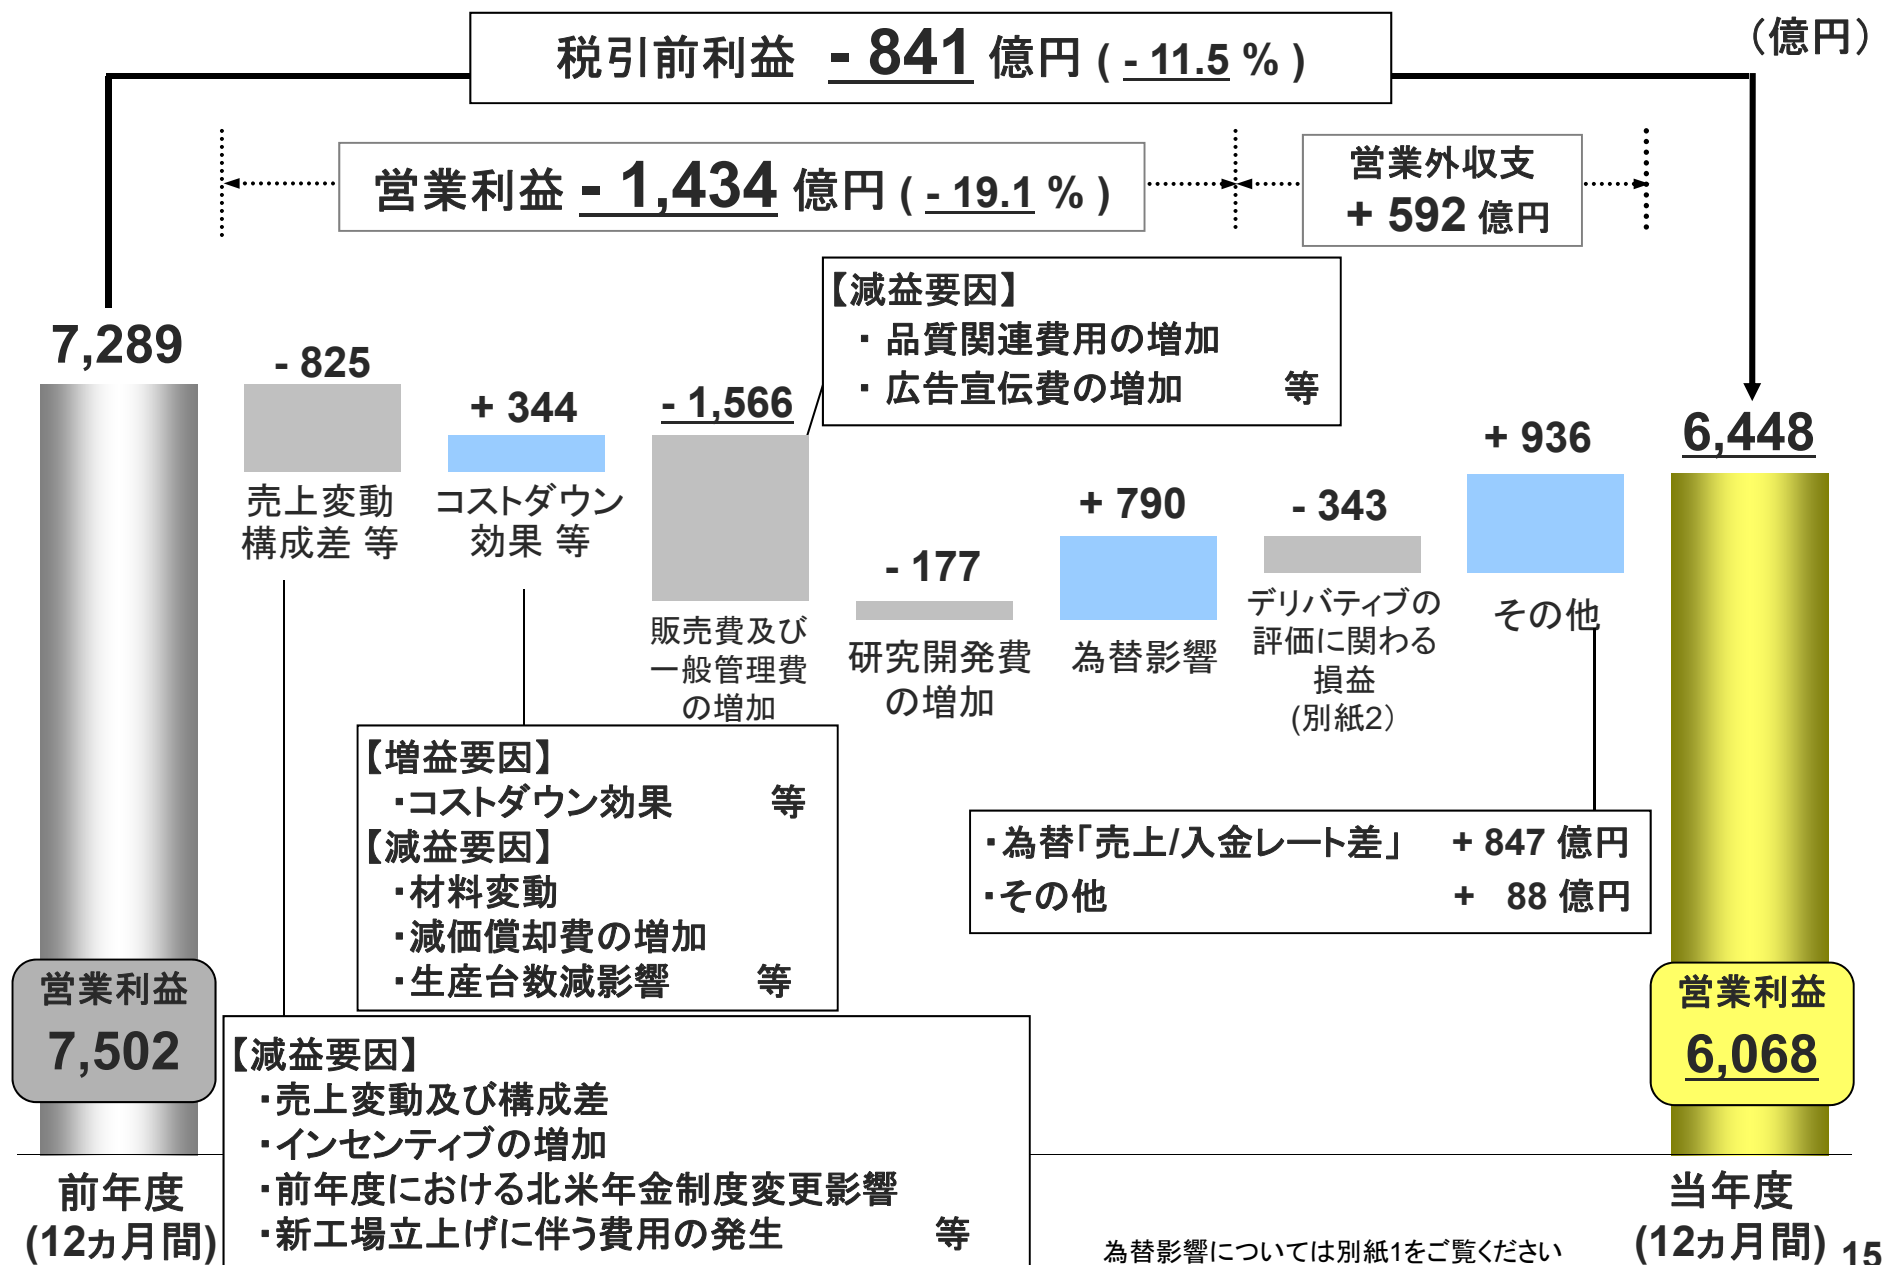 税引前利益 - 841 億円 ( - 11.5 % )
（億円）
営業利益 - 1,434 億円 ( - 19.1 % )
営業外収支
+ 592 億円
【減益要因】
・ 品質関連費用の増加
・ 広告宣伝費の増加 等
7,289
- 825
売上変動
構成差 等
+ 344
コストダウン
効果 等
- 1,566
販売費及び
一般管理費
の増加
- 177
研究開発費
の増加
+ 790
為替影響
- 343
デリバティブの
評価に関わる
損益
(別紙2）
+ 936
その他
6,448
【増益要因】
・コストダウン効果 等
【減益要因】
・材料変動
・減価償却費の増加
・生産台数減影響 等
・為替「売上/入金レート差」 + 847 億円
・その他 + 88 億円
営業利益
7,502
営業利益
6,068
【減益要因】
・売上変動及び構成差
・インセンティブの増加
・前年度における北米年金制度変更影響
・新工場立上げに伴う費用の発生 等
前年度
(12ヵ月間)
当年度
(12ヵ月間)
為替影響については別紙1をご覧ください
15